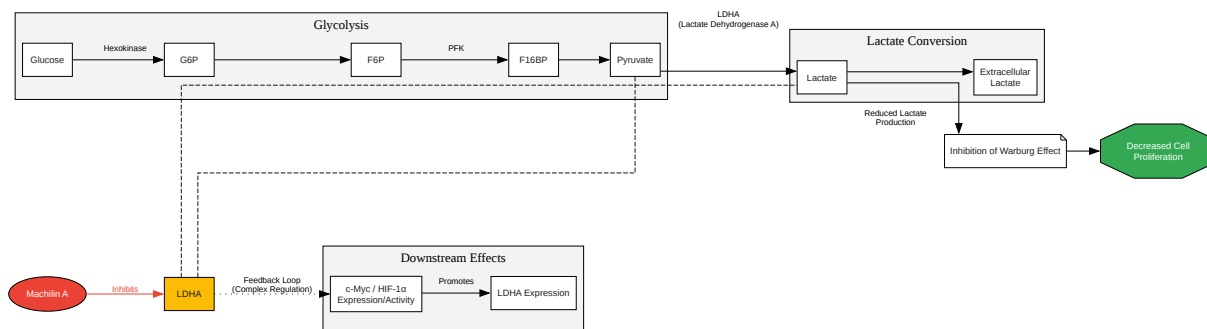 Glycolysis
Glucose
Hexokinase
G6P
F6P
PFK
F16BP
Pyruvate
LDHA
(Lactate Dehydrogenase A)
Lactate Conversion
Lactate
Extracellular
Lactate
Reduced Lactate
Production
Inhibition of Warburg Effect
Decreased Cell
Proliferation
Machilin A
Inhibits
LDHA
Feedback Loop
(Complex Regulation)
Downstream Effects
c-Myc / HIF-1α
Expression/Activity
Promotes
LDHA Expression